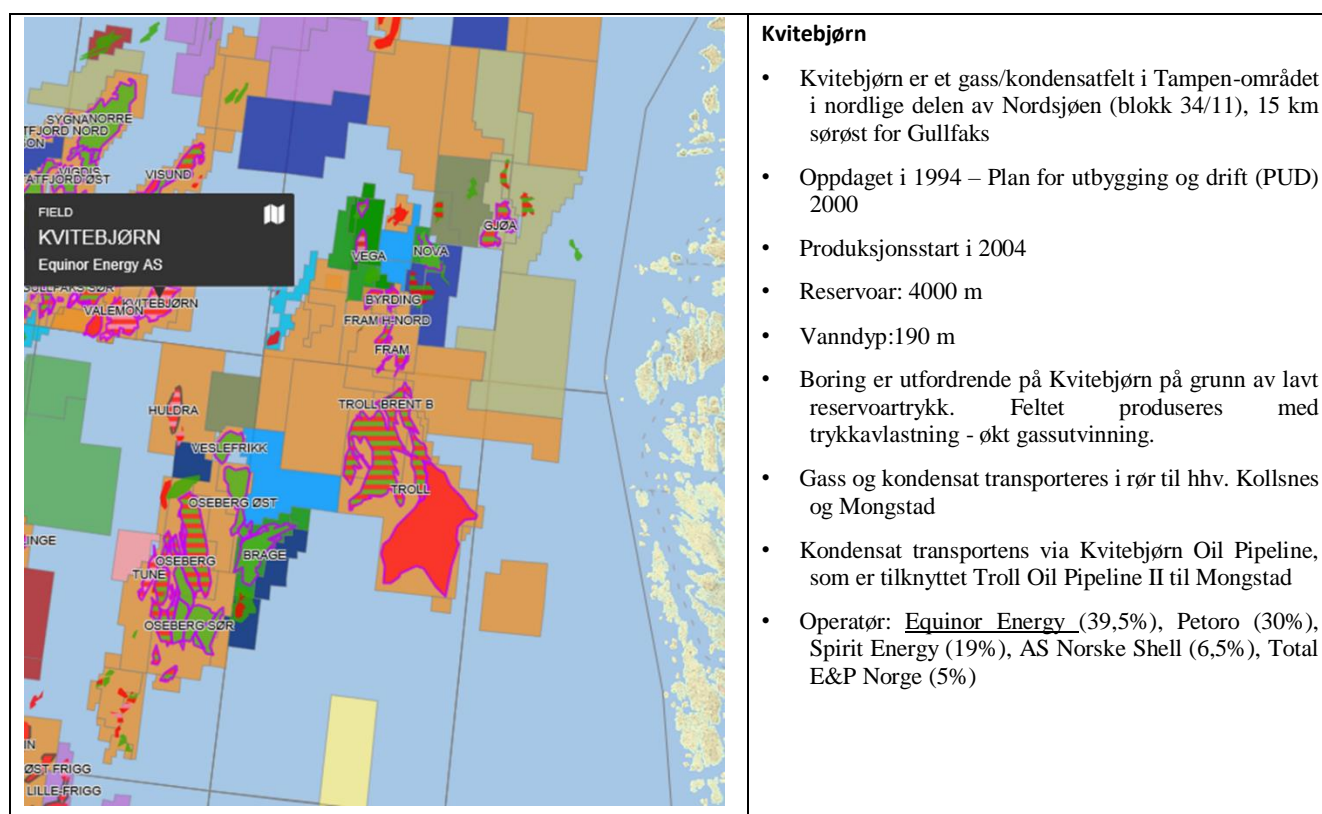 SYGNA NORRE
TFJORD NORD
ON
VIGDIS
ATFJORD ØST
VISUND
FIELD
KVITEBJØRN
Equinor Energy AS
GJØA
VEGA
NOVA
KVITEBJØRN
VALEMON
BYRDING
FRAM H-NORD
FRAM
HULDRA
TROLL BRENT B
VESLEFRIKK
TROLL
OSEBERG ØST
LINGE
BRAGE
OSEBERG
TUNE
OSEBERG SØR
IN
ØST FRIGG
LILLE-FRIGG
Kvitebjørn
• Kvitebjørn er et gass/kondensatfelt i Tampen-området
i nordlige delen av Nordsjøen (blokk 34/11), 15 km
sørøst for Gullfaks
• Oppdaget i 1994 – Plan for utbygging og drift (PUD)
2000
• Produksjonsstart i 2004
• Reservoar: 4000 m
• Vanndyp:190 m
• Boring er utfordrende på Kvitebjørn på grunn av lavt
reservoartrykk. Feltet produseres med
trykkavlastning - økt gassutvinning.
• Gass og kondensat transporteres i rør til hhv. Kollsnes
og Mongstad
• Kondensat transportens via Kvitebjørn Oil Pipeline,
som er tilknyttet Troll Oil Pipeline II til Mongstad
• Operatør: Equinor Energy (39,5%), Petoro (30%),
Spirit Energy (19%), AS Norske Shell (6,5%), Total
E&P Norge (5%)